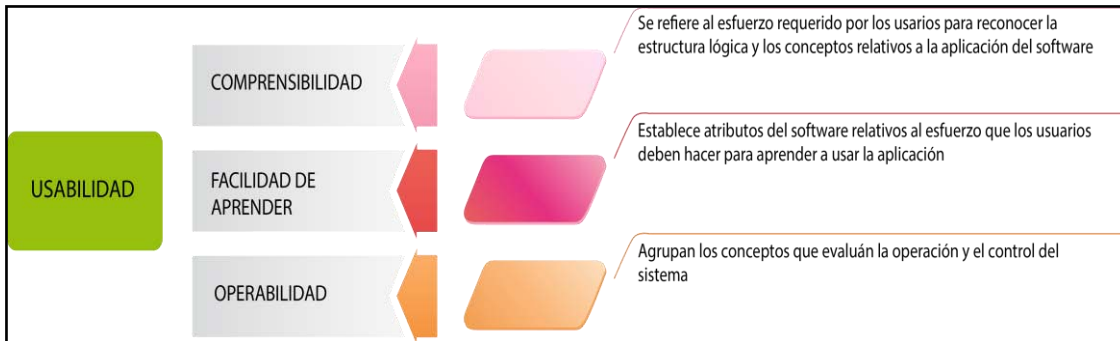 USABILIDAD
COMPRENSIBILIDAD
Se refiere al esfuerzo requerido por los usarios para reconocer la
estructura lógica y los conceptos relativos a la aplicación del software
FACILIDAD DE
APRENDER
Establece atributos del software relativos al esfuerzo que los usuarios
deben hacer para aprender a usar la aplicación
OPERABILIDAD
Agrupan los conceptos que evalúan la operación y el control del
sistema